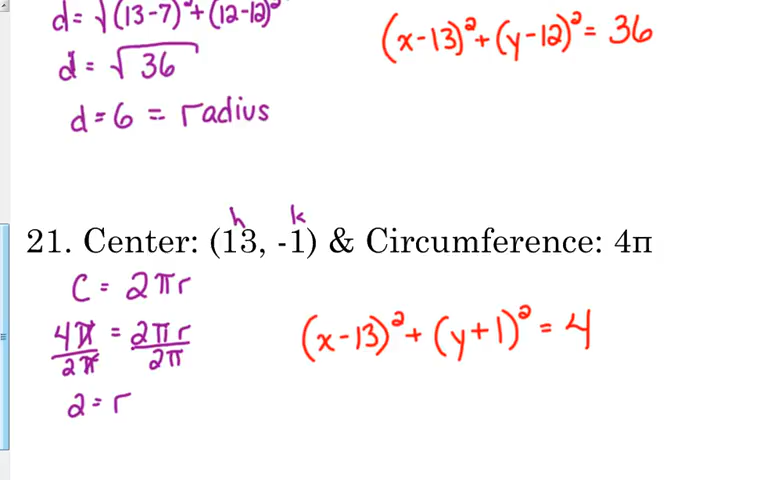 d = √(13-7)² + (12-12)²
(x-13)² + (y-12)² = 36
d = √36
d = 6 = radius
h k
21. Center: (13, -1) & Circumference: 4π
C = 2πr
4π/2π = 2πr/2π
(x-13)² + (y+1)² = 4
2 = r